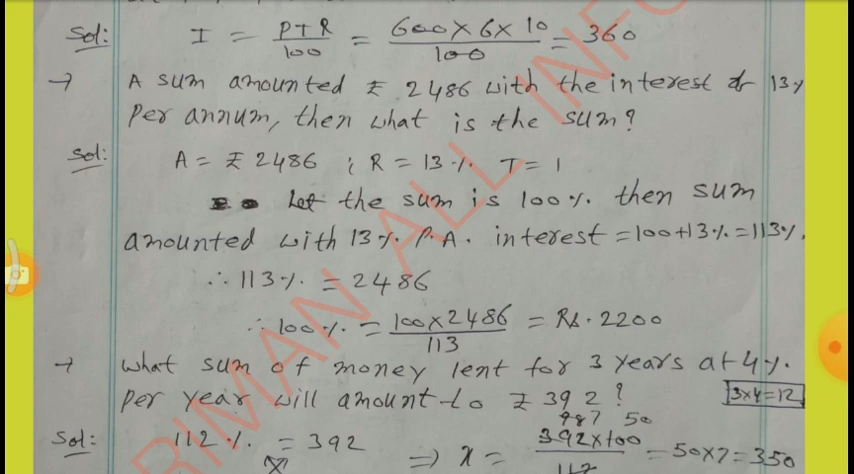 Sol: I = PTR/100 = 600×6×10/100 = 360
→ A sum amounted ₹ 2486 with the interest of 13%
Per annum, then what is the sum?
Sol: A = ₹ 2486 ; R = 13%. T = 1
Let the sum is 100%. then sum
amounted with 13%. P.A. interest = 100+13%. = 113%.
∴ 113%. = 2486
∴ 100%. = 100×2486/113 = Rs. 2200
→ What sum of money lent for 3 years at 4%.
per year will amount to ₹ 392? 3×4=12
Sol: 112%. = 392 ⇒ x = 392×100/112 = 50×7 = 350
RIMAN ALL INFO